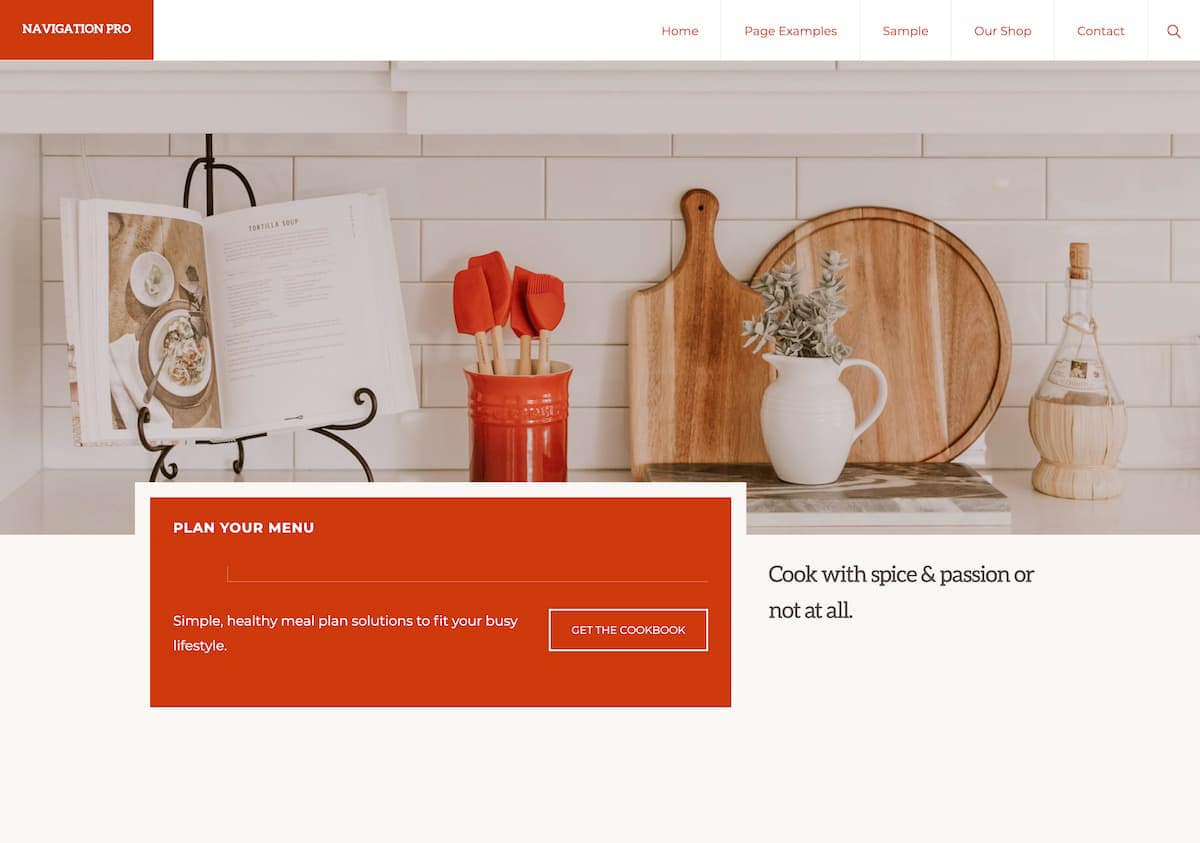 NAVIGATION PRO
Home
Page Examples
Sample
Our Shop
Contact
TORTILLA SOUP
PLAN YOUR MENU
Simple, healthy meal plan solutions to fit your busy
lifestyle.
GET THE COOKBOOK
Cook with spice & passion or
not at all.